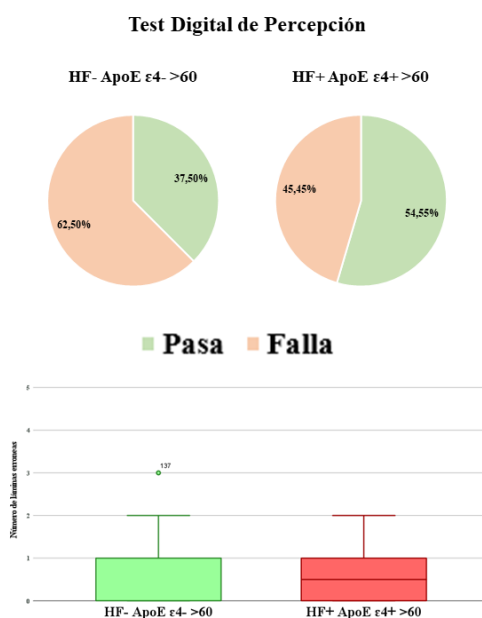 Test Digital de Percepción
HF- ApoE ε4- >60
HF+ ApoE ε4+ >60
37,50%
62,50%
45,45%
54,55%
Pasa Falla
Número de láminas erroneas
5
4
3
2
1
0
137
HF- ApoE ε4- >60
HF+ ApoE ε4+ >60